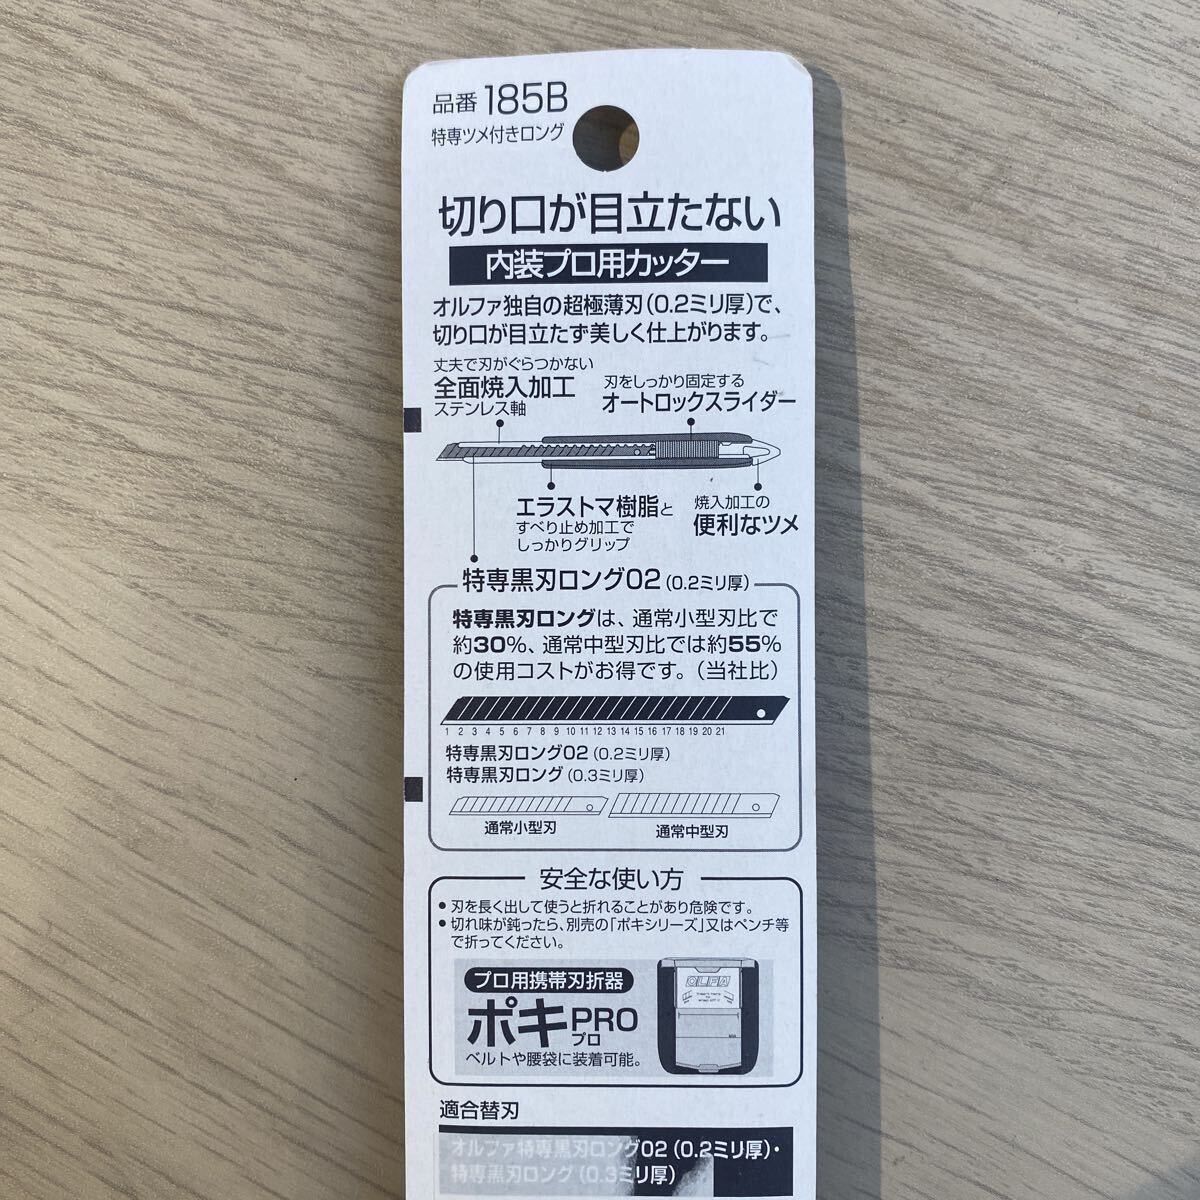 品番 185B
特専ツメ付きロング
切り口が目立たない
内装プロ用カッター
オルファ独自の超極薄刃(0.2ミリ厚)で、
切り口が目立たず美しく仕上がります。
丈夫で刃がぐらつかない
全面焼入加工
ステンレス軸
刃をしっかり固定する
オートロックスライダー
エラストマ樹脂と
すべり止め加工で
しっかりグリップ
焼入加工の
便利なツメ
特専黒刃ロング02(0.2ミリ厚)
特専黒刃ロングは、通常小型刃比で
約30%、通常中型刃比では約55%
の使用コストがお得です。(当社比)
1 2 3 4 5 6 7 8 9 10 11 12 13 14 15 16 17 18 19 20 21
特専黒刃ロング02(0.2ミリ厚)
特専黒刃ロング(0.3ミリ厚)
通常小型刃 通常中型刃
安全な使い方
● 刃を長く出して使うと折れることがあり危険です。
● 切れ味が鈍ったら、別売の「ポキシリーズ」又はペンチ等
で折ってください。
プロ用携帯刃折器
ポキPRO
プロ
ベルトや腰袋に装着可能。
OLFA
適合替刃
オルファ特専黒刃ロング02(0.2ミリ厚)・
特専黒刃ロング(0.3ミリ厚)